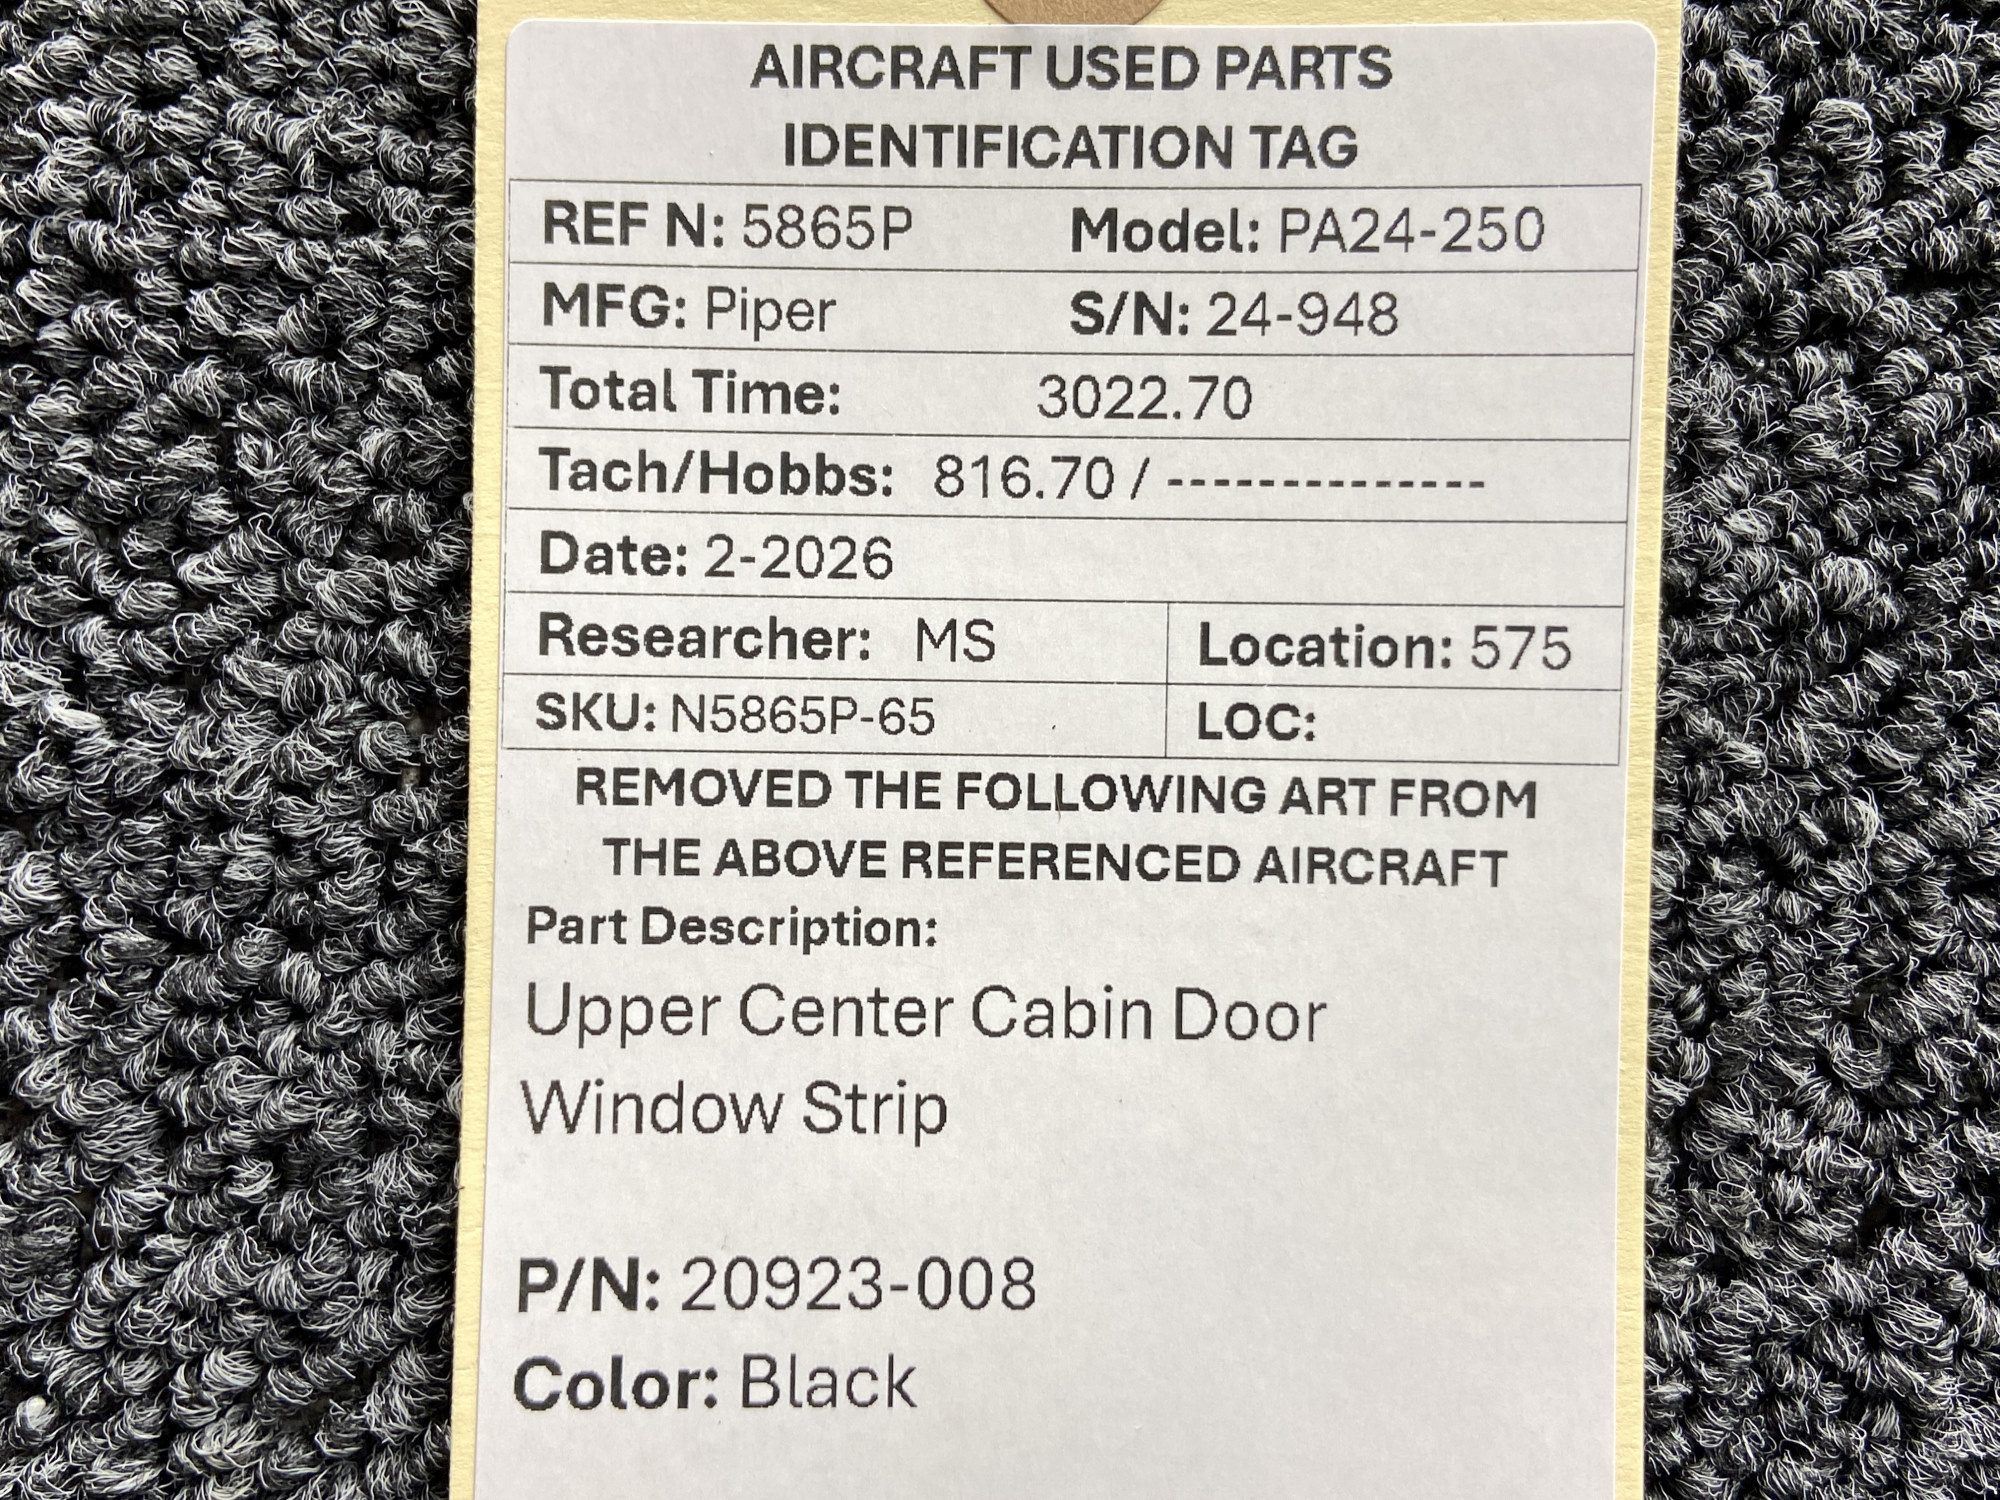 AIRCRAFT USED PARTS
IDENTIFICATION TAG
REF N: 5865P Model: PA24-250
MFG: Piper S/N: 24-948
Total Time: 3022.70
Tach/Hobbs: 816.70 / --------------
Date: 2-2026
Researcher: MS Location: 575
SKU: N5865P-65 LOC:
REMOVED THE FOLLOWING ART FROM
THE ABOVE REFERENCED AIRCRAFT
Part Description:
Upper Center Cabin Door
Window Strip
P/N: 20923-008
Color: Black